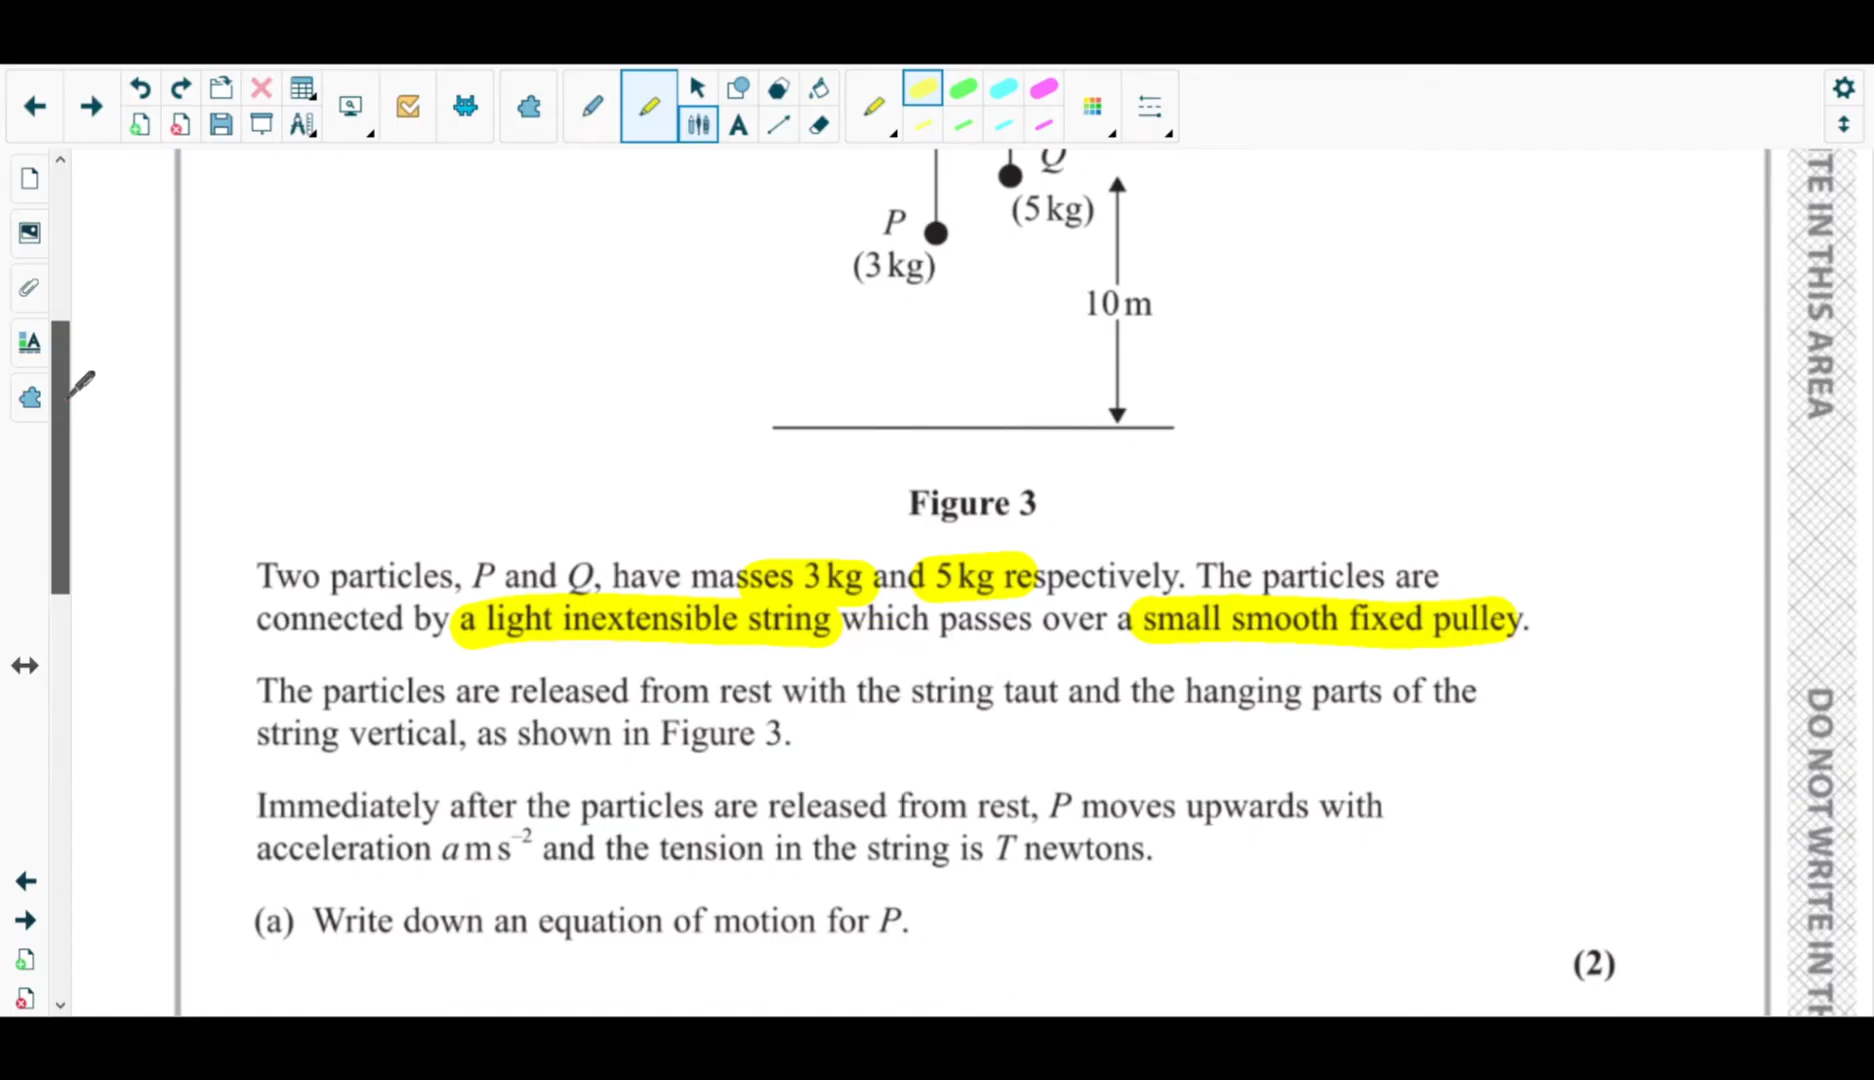 Q
(5 kg)
P
(3 kg)
10 m
Figure 3
Two particles, P and Q, have masses 3 kg and 5 kg respectively. The particles are
connected by a light inextensible string which passes over a small smooth fixed pulley.
The particles are released from rest with the string taut and the hanging parts of the
string vertical, as shown in Figure 3.
Immediately after the particles are released from rest, P moves upwards with
acceleration a m s⁻² and the tension in the string is T newtons.
(a) Write down an equation of motion for P.
(2)
TE IN THIS AREA
DO NOT WRITE IN TH